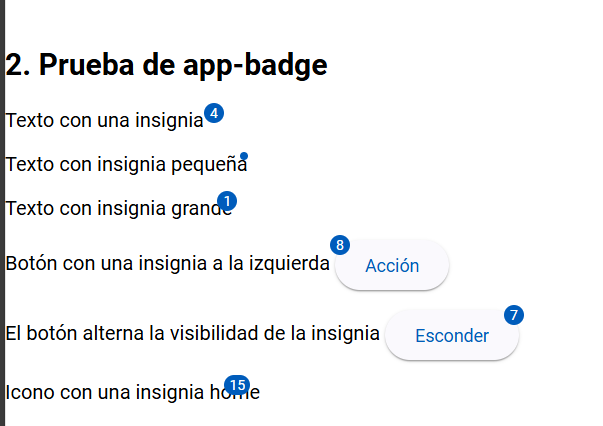 2. Prueba de app-badge
Texto con una insignia 4
Texto con insignia pequeña
Texto con insignia grande 1
Botón con una insignia a la izquierda 8 Acción
El botón alterna la visibilidad de la insignia Esconder 7
Icono con una insignia home 15